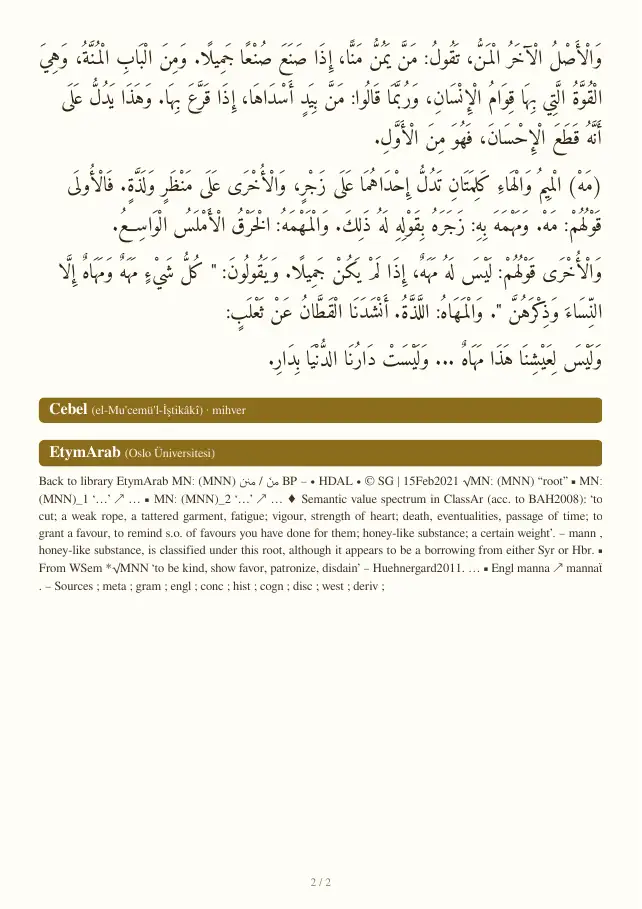 وَالْأَصْلُ الْآخَرُ الْمَنُّ، تَقُولُ: مَنَّ يَمُنُّ مَنًّا، إِذَا صَنَعَ صُنْعًا جَمِيلًا. وَمِنَ الْبَابِ الْمُنَّةُ، وَهِيَ
الْقُوَّةُ الَّتِي بِهَا قِوَامُ الْإِنْسَانِ، وَرُبَّمَا قَالُوا: مَنَّ بِيَدٍ أَسْدَاهَا، إِذَا قَرَّعَ بِهَا. وَهَذَا يَدُلُّ عَلَى
أَنَّهُ قَطَعَ الْإِحْسَانَ، فَهُوَ مِنَ الْأَوَّلِ.
(مَهْ) الْمِيمُ وَالْهَاءِ كَلِمَتَانِ تَدُلُّ إِحْدَاهُمَا عَلَى زَجْرٍ، وَالْأُخْرَى عَلَى مَنْظَرٍ وَلَذَّةٍ. فَالْأُولَى
قَوْلُهُمْ: مَهْ. وَمَهْمَهَ بِهِ: زَجَرَهُ بِقَوْلِهِ لَهُ ذَلِكَ. وَالْمَهْمَهُ: الْخَرْقُ الْأَمْلَسُ الْوَاسِعُ.
وَالْأُخْرَى قَوْلُهُمْ: لَيْسَ لَهُ مَهَهٌ، إِذَا لَمْ يَكُنْ جَمِيلًا. وَيَقُولُونَ: " كُلُّ شَيْءٍ مَهَهٌ وَمَهَاهٌ إِلَّا
النِّسَاءَ وَذِكْرَهُنَّ ". وَالْمَهَاهُ: اللَّذَّةُ. أَنْشَدَنَا الْقَطَّانُ عَنْ ثَعْلَبٍ:
وَلَيْسَ لِعَيْشِنَا هَذَا مَهَاهٌ ... وَلَيْسَتْ دَارُنَا الدُّنْيَا بِدَارِ.
Cebel (el-Mu'cemü'l-İştikâkî) · mihver
EtymArab (Oslo Üniversitesi)
Back to library EtymArab MN: (MNN) منّ / منن BP – • HDAL • © SG | 15Feb2021 √MN: (MNN) “root” ▪ MN:
(MNN)_1 ‘…’ ↗ … ▪ MN: (MNN)_2 ‘…’ ↗ … ♦ Semantic value spectrum in ClassAr (acc. to BAH2008): ‘to
cut; a weak rope, a tattered garment, fatigue; vigour, strength of heart; death, eventualities, passage of time; to
grant a favour, to remind s.o. of favours you have done for them; honey-like substance; a certain weight’. – mann ,
honey-like substance, is classified under this root, although it appears to be a borrowing from either Syr or Hbr. ▪
From WSem *√MNN ‘to be kind, show favor, patronize, disdain’ – Huehnergard2011. … ▪ Engl manna ↗ mannaẗ
. – Sources ; meta ; gram ; engl ; conc ; hist ; cogn ; disc ; west ; deriv ;
2 / 2